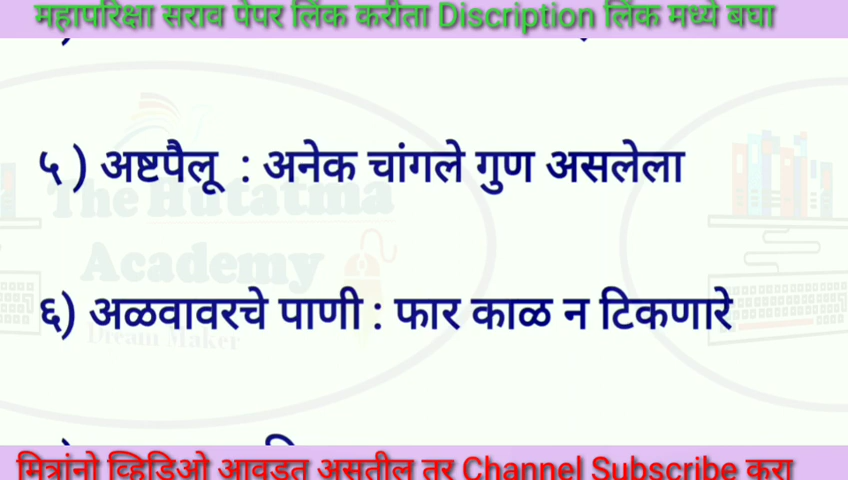 महापरिक्षा सराव पेपर लिंक करीता Discription लिंक मध्ये बघा
५ ) अष्टपैलू : अनेक चांगले गुण असलेला
The Hutatma
Academy
६) अळवावरचे पाणी : फार काळ न टिकणारे
Dream Maker
मित्रांनो व्हिडिओ आवडत असतील तर Channel Subscribe करा